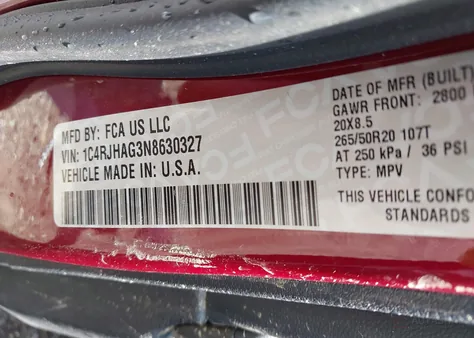 MFD BY: FCA US LLC
VIN: 1C4RJHAG3N8630327
VEHICLE MADE IN: U.S.A.
DATE OF MFR (BUILT)
GAWR FRONT: 2800
20X8.5
265/50R20 107T
AT 250 kPa / 36 PSI
TYPE: MPV
THIS VEHICLE CONFO
STANDARDS